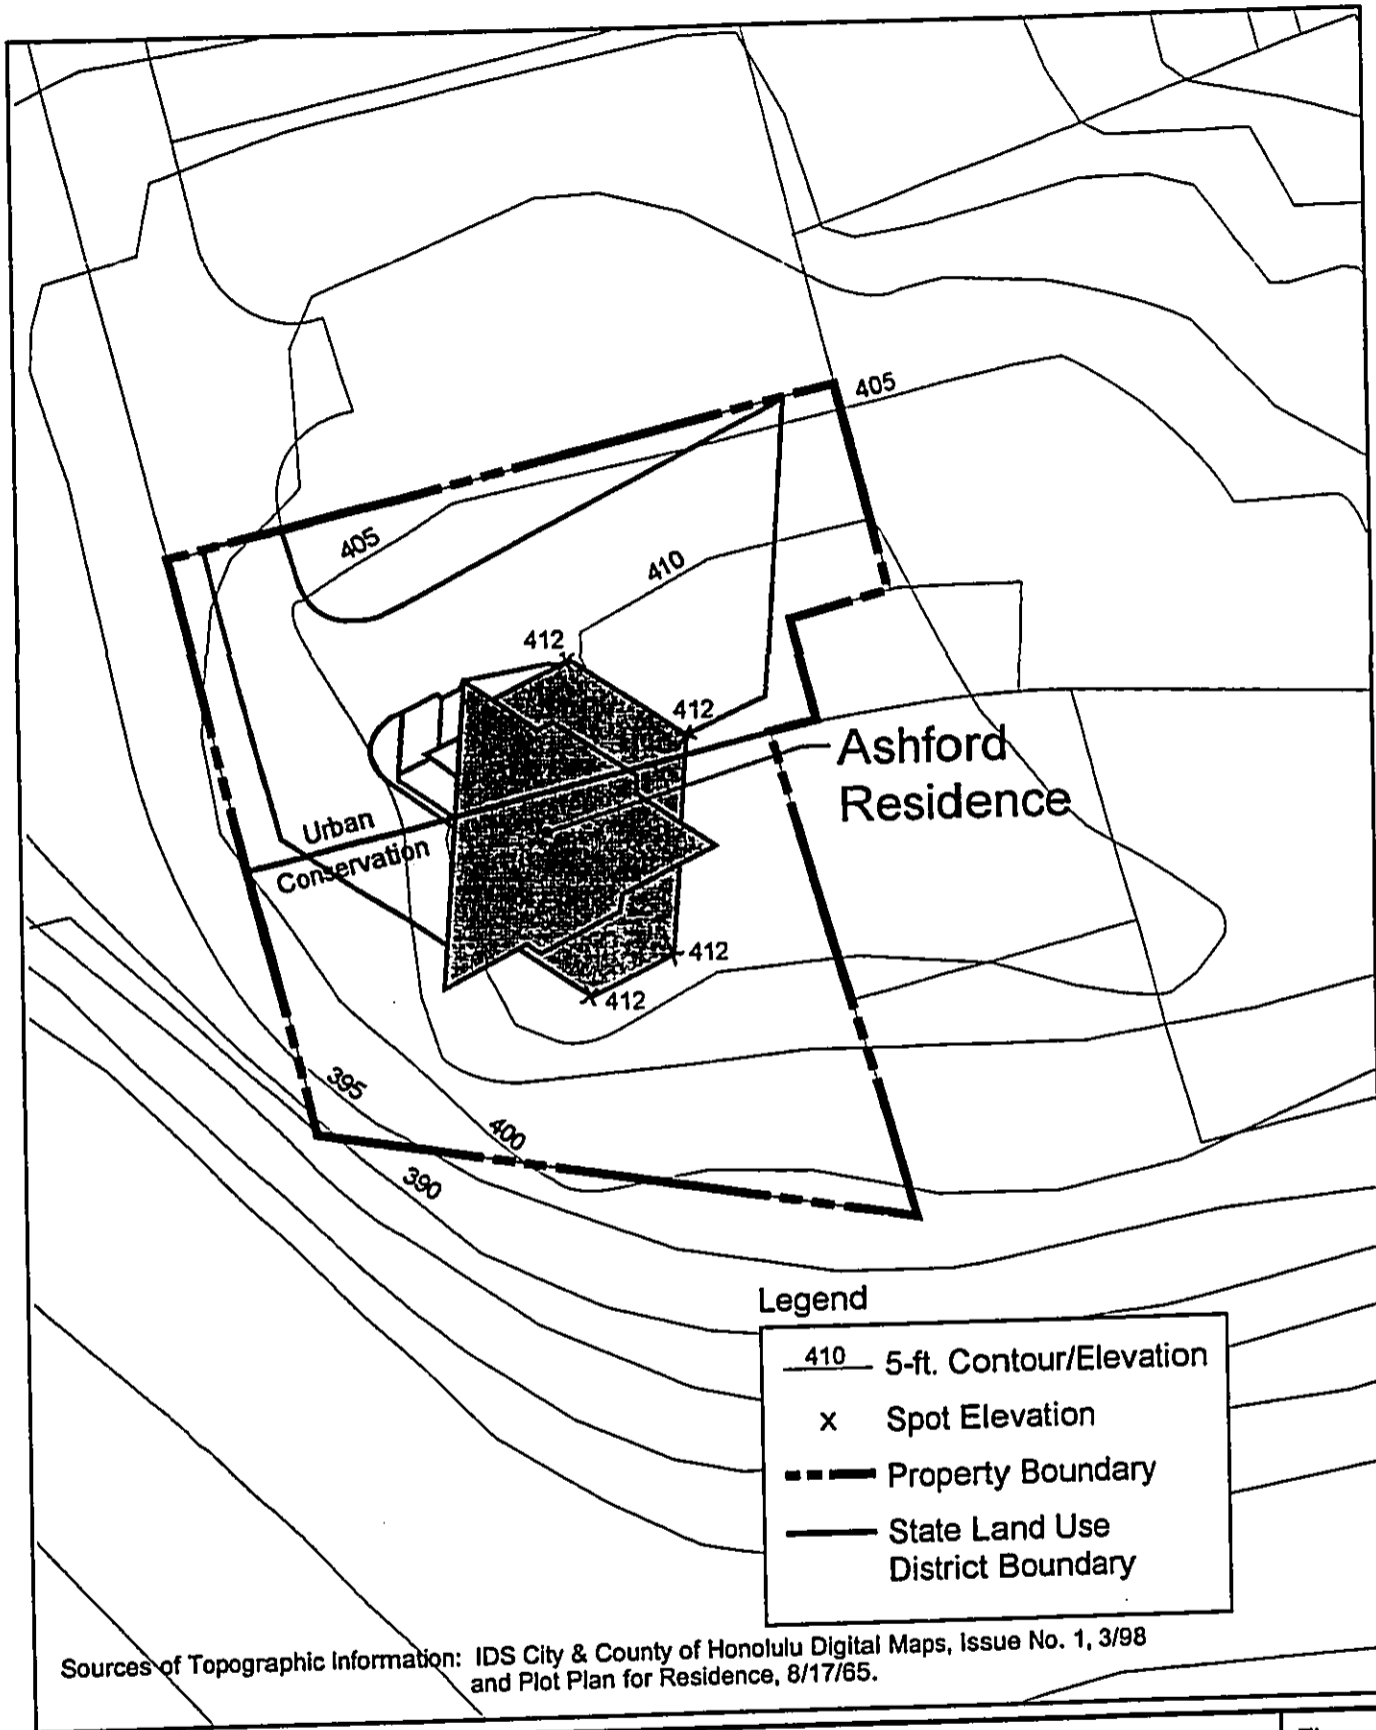 405
405
410
412
412
Ashford
Residence
Urban
Conservation
412
412
395
400
390
Legend
410 5-ft. Contour/Elevation
x Spot Elevation
Property Boundary
State Land Use
District Boundary
Sources of Topographic Information: IDS City & County of Honolulu Digital Maps, Issue No. 1, 3/98
and Plot Plan for Residence, 8/17/65.